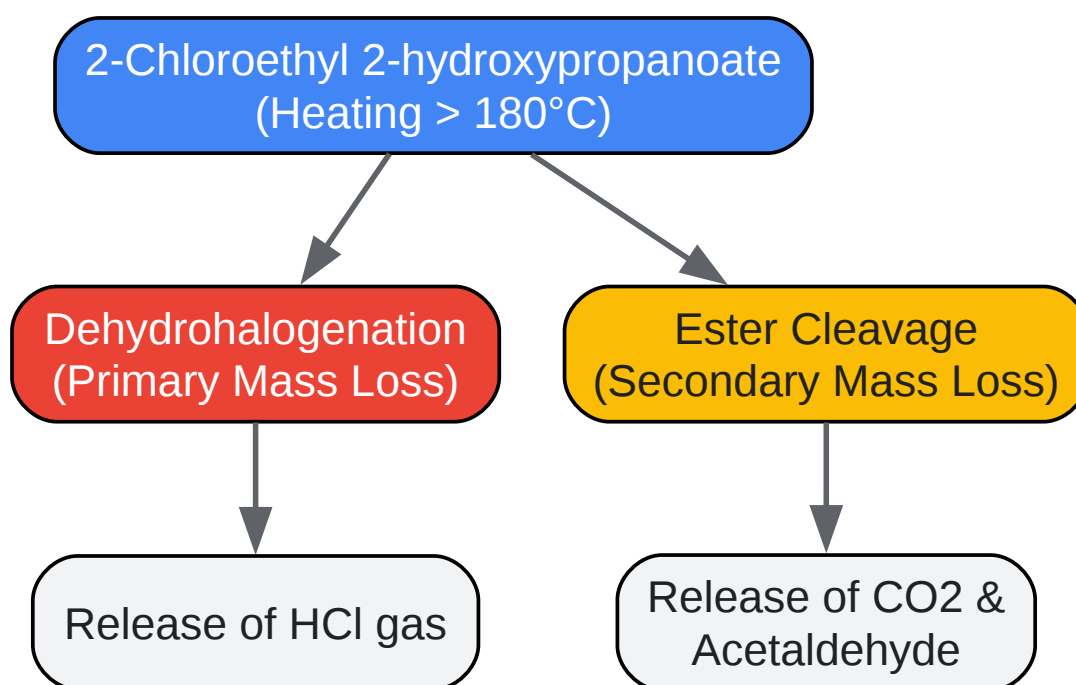 2-Chloroethyl 2-hydroxypropanoate
(Heating > 180°C)
Dehydrohalogenation
(Primary Mass Loss)
Ester Cleavage
(Secondary Mass Loss)
Release of HCl gas
Release of CO2 &
Acetaldehyde